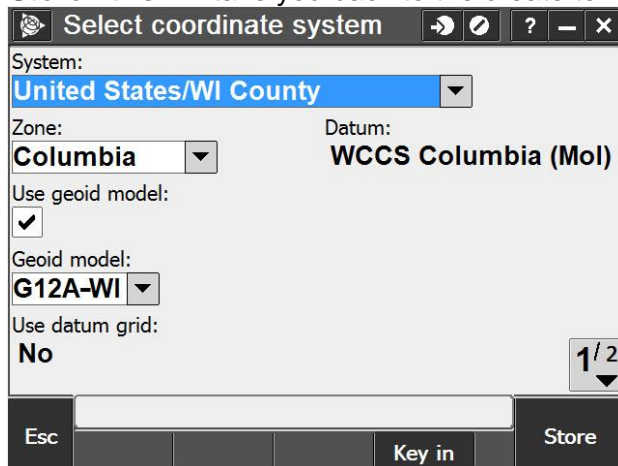 Select coordinate system ? – ×
System:
United States/WI County
Zone: Datum:
Columbia WCCS Columbia (Mol)
Use geoid model:
Geoid model:
G12A-WI
Use datum grid:
No
1/2
Esc Key in Store